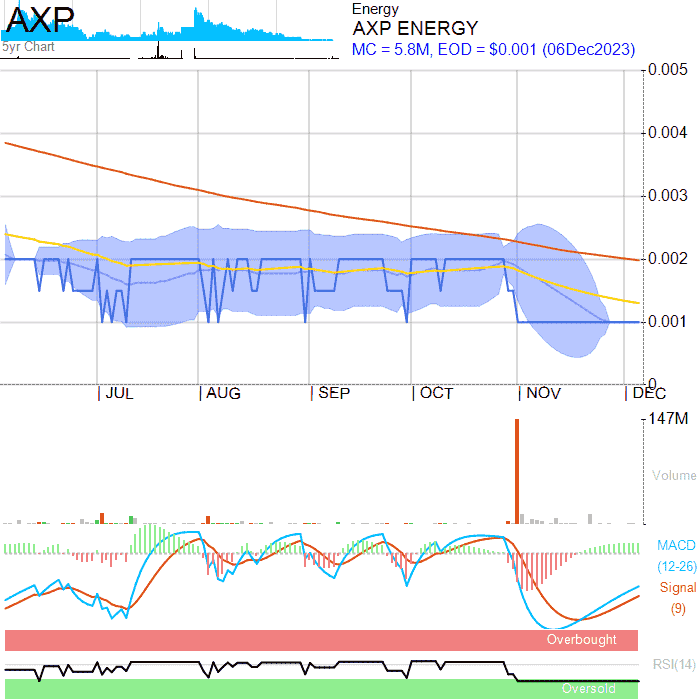 AXP
5yr Chart
Energy
AXP ENERGY
MC = 5.8M, EOD = $0.001 (06Dec2023)
0.005
0.004
0.003
0.002
0.001
0
JUL AUG SEP OCT NOV DEC
147M
Volume
MACD
(12-26)
Signal
(9)
Overbought
RSI(14)
Oversold